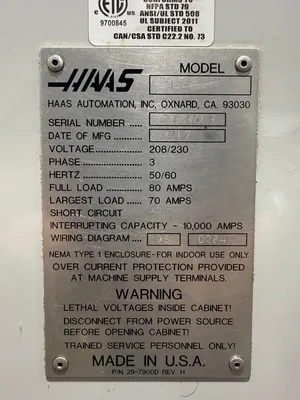 CONFORMS TO
NFPA STD 79
ANSI/UL STD 508
UL SUBJECT 2011
CERTIFIED TO
CAN/CSA STD C22.2 NO. 73
ETL
9700845
HAAS MODEL
HAAS AUTOMATION, INC, OXNARD, CA. 93030
SERIAL NUMBER
DATE OF MFG
VOLTAGE: 208/230
PHASE: 3
HERTZ 50/60
FULL LOAD: 80 AMPS
LARGEST LOAD: 70 AMPS
SHORT CIRCUIT
INTERRUPTING CAPACITY - 10,000 AMPS
WIRING DIAGRAM
NEMA TYPE 1 ENCLOSURE-FOR INDOOR USE ONLY.
OVER CURRENT PROTECTION PROVIDED
AT MACHINE SUPPLY TERMINALS.
WARNING
LETHAL VOLTAGES INSIDE CABINET!
DISCONNECT FROM POWER SOURCE
BEFORE OPENING CABINET!
TRAINED SERVICE PERSONNEL ONLY!
MADE IN U.S.A.
P/N 29-7900D REV. H